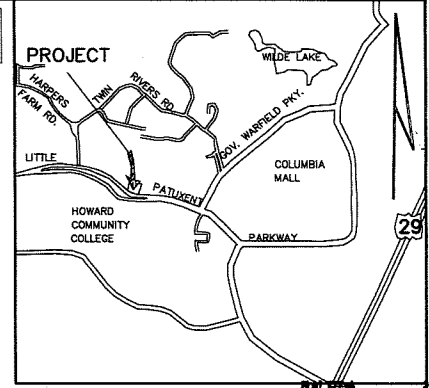 PROJECT
WILDE LAKE
HARPERS
FARM RD.
TWIN
RIVERS RD.
GOV. WARFIELD PKY.
LITTLE
PATUXENT
PARKWAY
COLUMBIA
MALL
HOWARD
COMMUNITY
COLLEGE
29